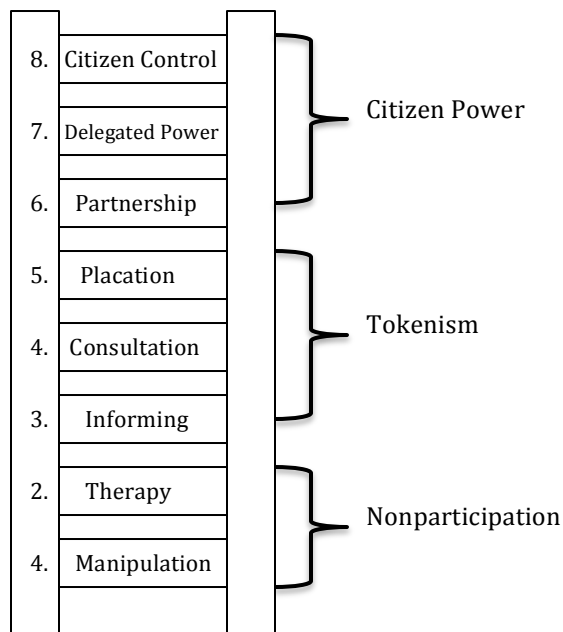 8. Citizen Control
Citizen Power
7. Delegated Power
6. Partnership
5. Placation
Tokenism
4. Consultation
3. Informing
2. Therapy
Nonparticipation
4. Manipulation